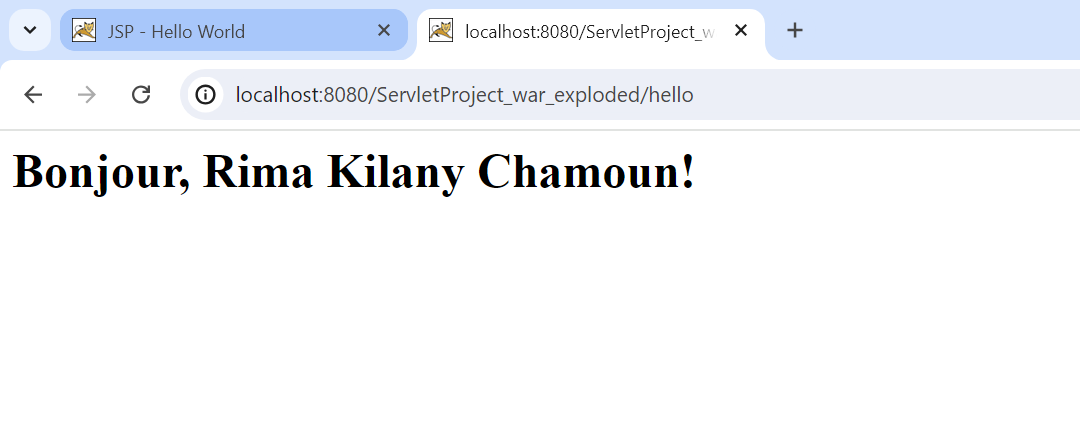 JSP - Hello World
localhost:8080/ServletProject_w
localhost:8080/ServletProject_war_exploded/hello
Bonjour, Rima Kilany Chamoun!